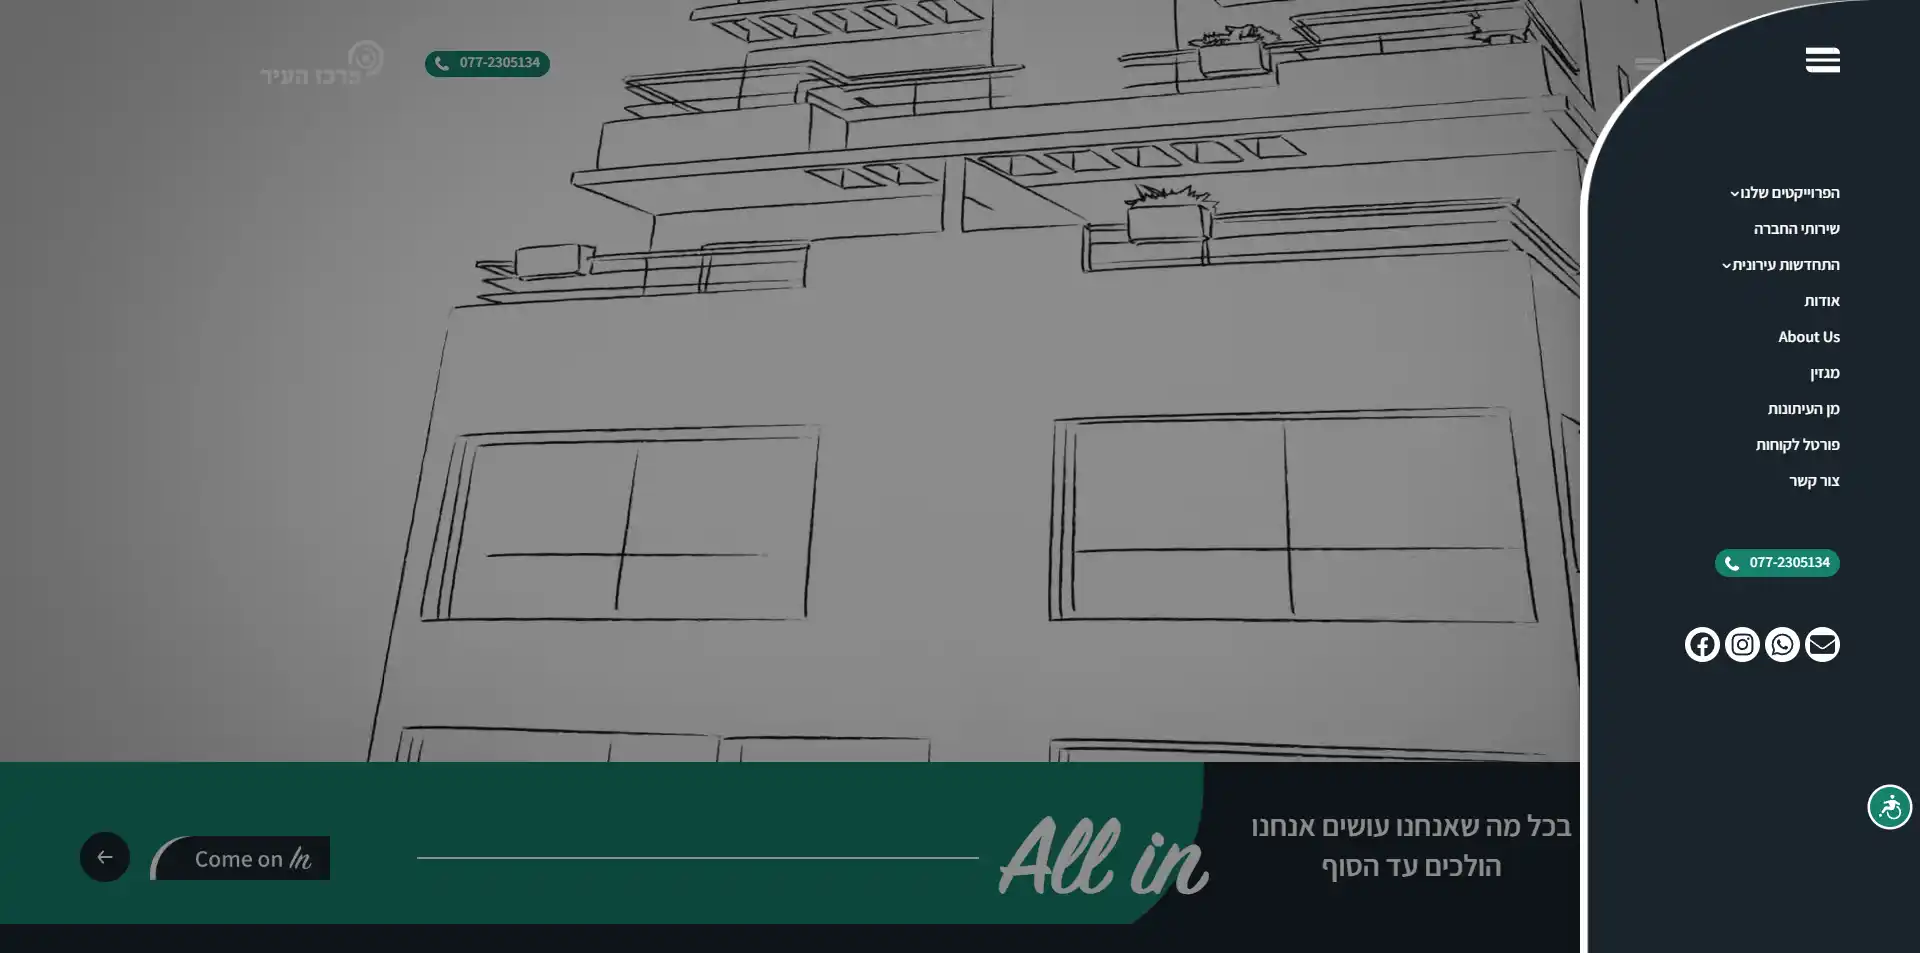 מרכז העיר
077-2305134
הפרוייקטים שלנו
שירותי החברה
התחדשות עירונית
אודות
About Us
מגזין
מן העיתונות
פורטל לקוחות
צור קשר
077-2305134
בכל מה שאנחנו עושים אנחנו
הולכים עד הסוף
All in
Come on In